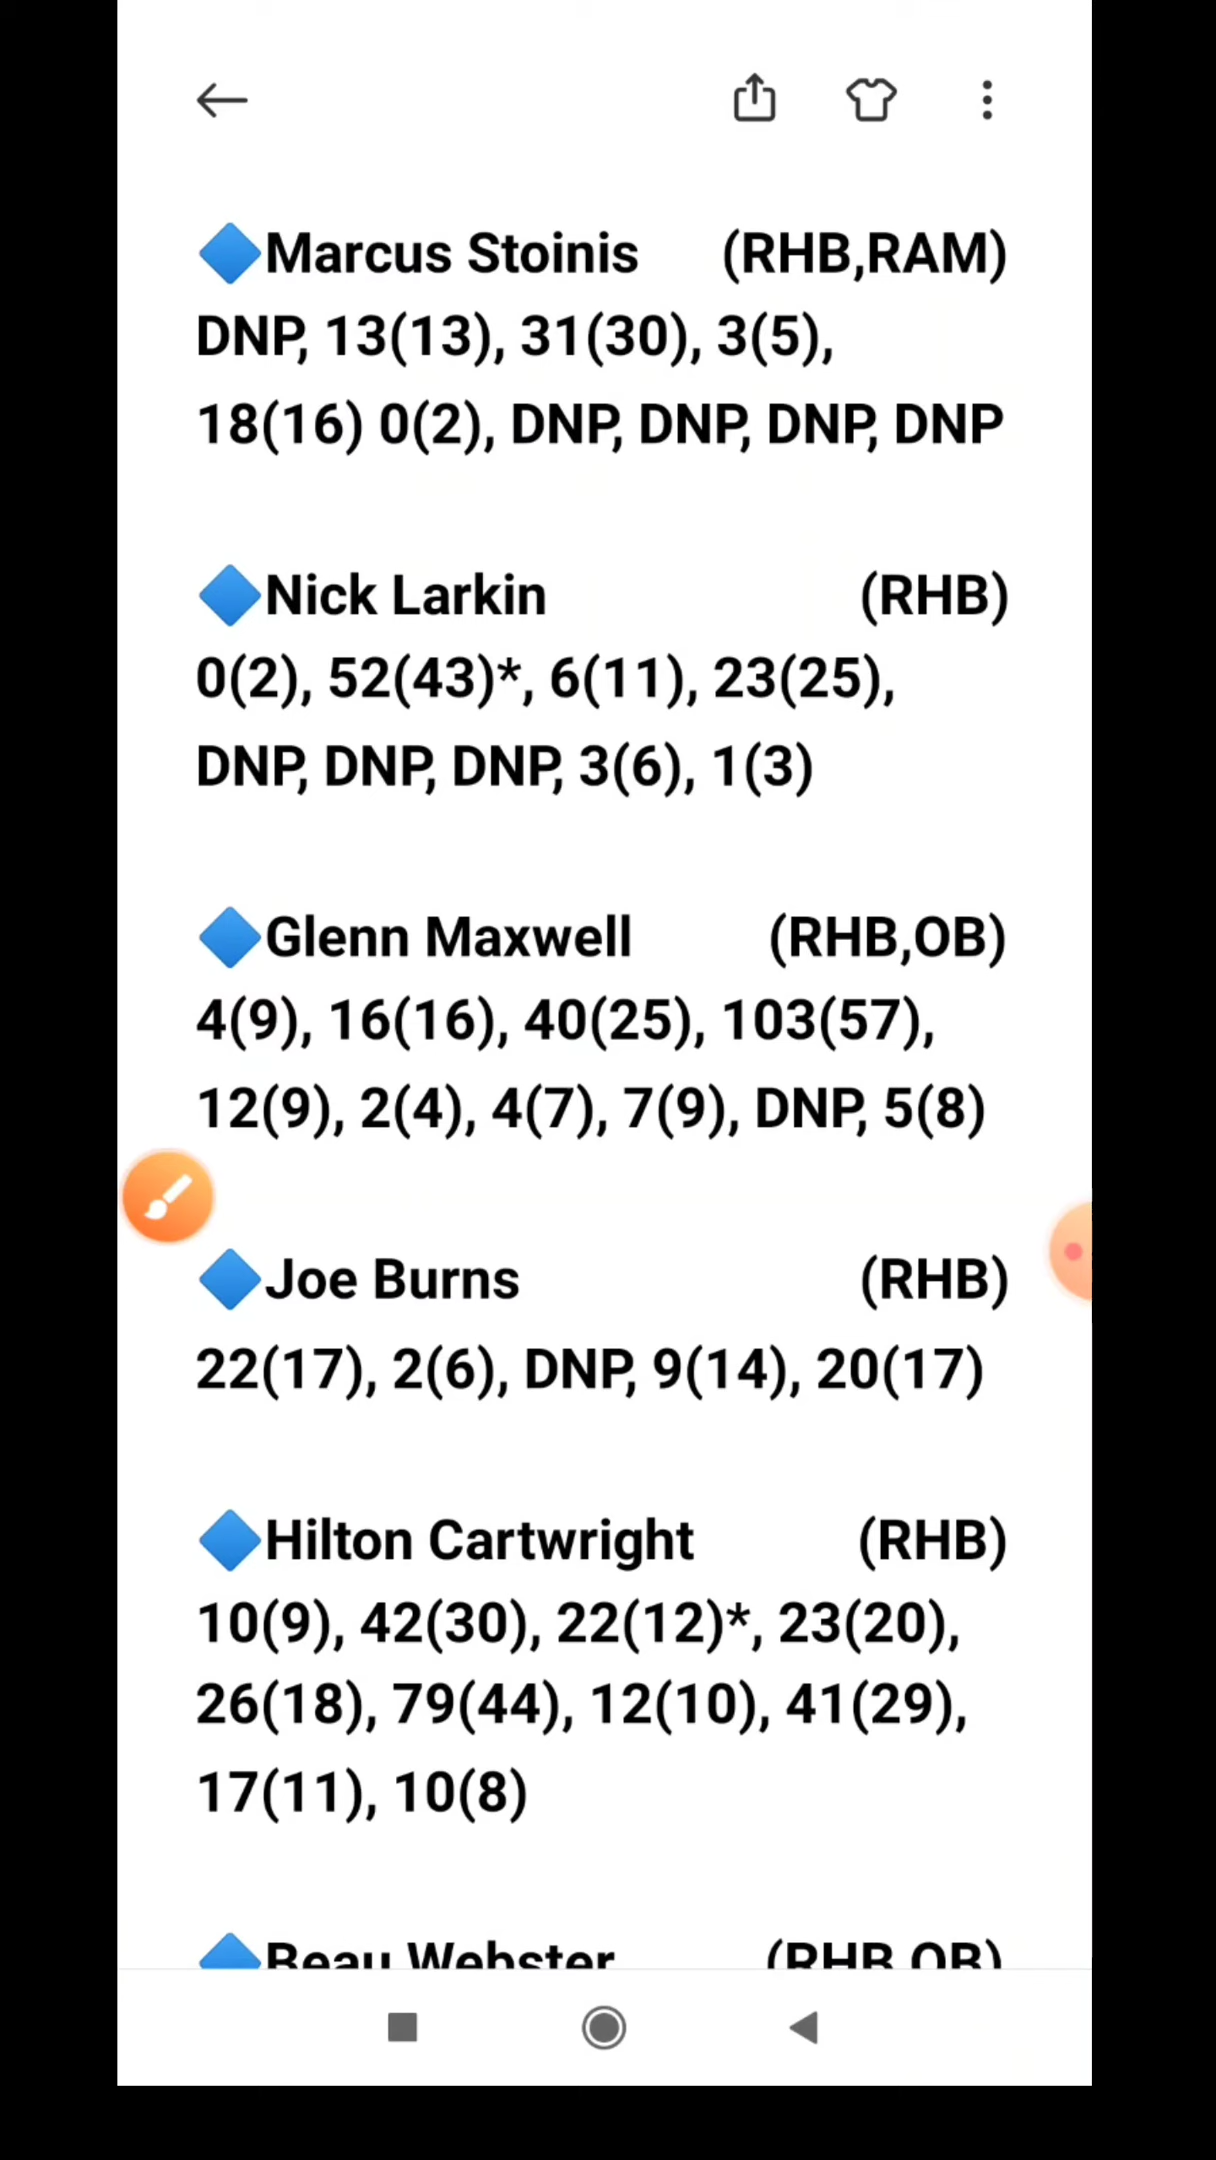 Marcus Stoinis (RHB,RAM)
DNP, 13(13), 31(30), 3(5),
18(16) 0(2), DNP, DNP, DNP, DNP
Nick Larkin (RHB)
0(2), 52(43)*, 6(11), 23(25),
DNP, DNP, DNP, 3(6), 1(3)
Glenn Maxwell (RHB,OB)
4(9), 16(16), 40(25), 103(57),
12(9), 2(4), 4(7), 7(9), DNP, 5(8)
Joe Burns (RHB)
22(17), 2(6), DNP, 9(14), 20(17)
Hilton Cartwright (RHB)
10(9), 42(30), 22(12)*, 23(20),
26(18), 79(44), 12(10), 41(29),
17(11), 10(8)
Beau Webster (RHB,OB)